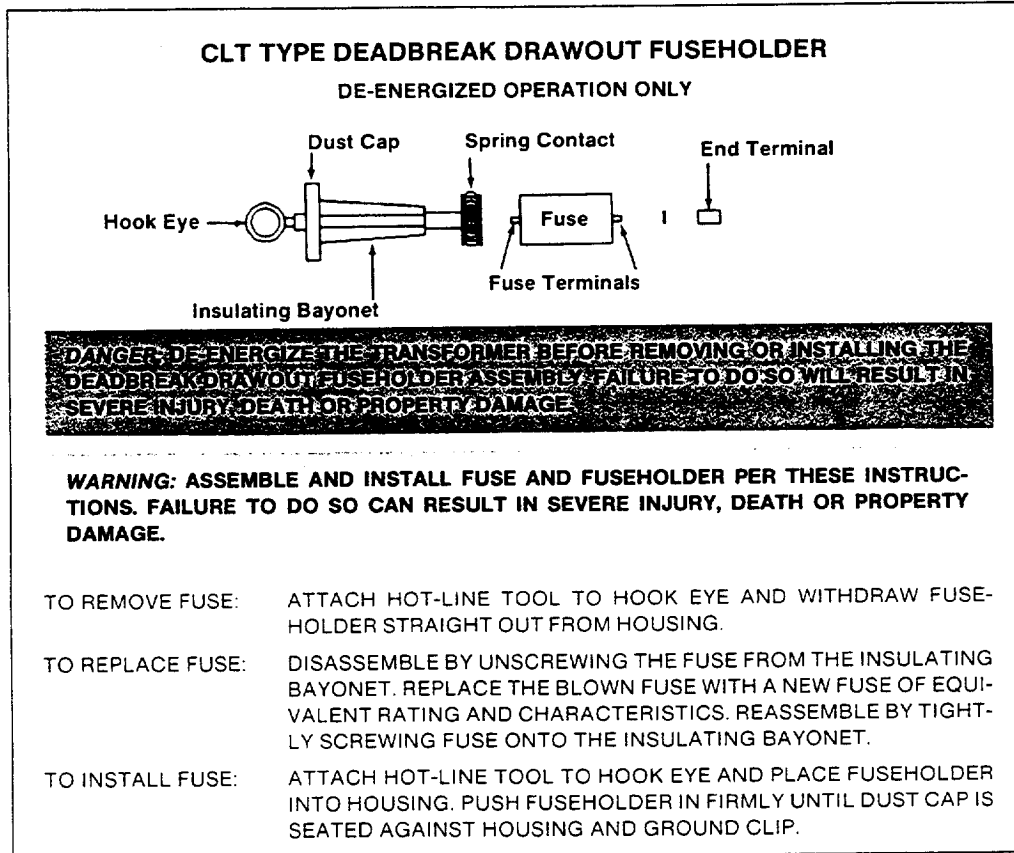 CLT TYPE DEADBREAK DRAWOUT FUSEHOLDER
DE-ENERGIZED OPERATION ONLY
Dust Cap
Spring Contact
End Terminal
Hook Eye
Fuse
Fuse Terminals
Insulating Bayonet
DANGER: DE-ENERGIZE THE TRANSFORMER BEFORE REMOVING OR INSTALLING THE
DEADBREAK DRAWOUT FUSEHOLDER ASSEMBLY. FAILURE TO DO SO WILL RESULT IN
SEVERE INJURY, DEATH OR PROPERTY DAMAGE.
WARNING: ASSEMBLE AND INSTALL FUSE AND FUSEHOLDER PER THESE INSTRUC-
TIONS. FAILURE TO DO SO CAN RESULT IN SEVERE INJURY, DEATH OR PROPERTY
DAMAGE.
TO REMOVE FUSE: ATTACH HOT-LINE TOOL TO HOOK EYE AND WITHDRAW FUSE-
HOLDER STRAIGHT OUT FROM HOUSING.
TO REPLACE FUSE: DISASSEMBLE BY UNSCREWING THE FUSE FROM THE INSULATING
BAYONET. REPLACE THE BLOWN FUSE WITH A NEW FUSE OF EQUI-
VALENT RATING AND CHARACTERISTICS. REASSEMBLE BY TIGHT-
LY SCREWING FUSE ONTO THE INSULATING BAYONET.
TO INSTALL FUSE: ATTACH HOT-LINE TOOL TO HOOK EYE AND PLACE FUSEHOLDER
INTO HOUSING. PUSH FUSEHOLDER IN FIRMLY UNTIL DUST CAP IS
SEATED AGAINST HOUSING AND GROUND CLIP.